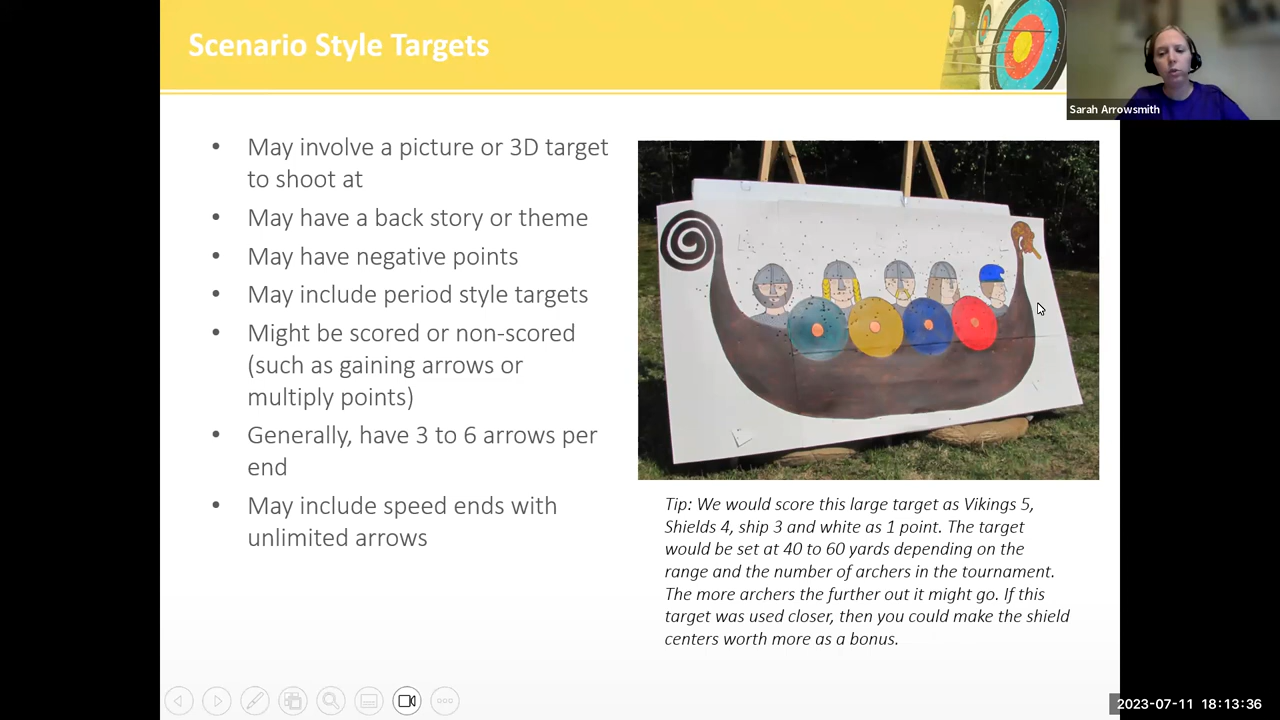 Scenario Style Targets
Sarah Arrowsmith
• May involve a picture or 3D target
to shoot at
• May have a back story or theme
• May have negative points
• May include period style targets
• Might be scored or non-scored
(such as gaining arrows or
multiply points)
• Generally, have 3 to 6 arrows per
end
• May include speed ends with
unlimited arrows
Tip: We would score this large target as Vikings 5,
Shields 4, ship 3 and white as 1 point. The target
would be set at 40 to 60 yards depending on the
range and the number of archers in the tournament.
The more archers the further out it might go. If this
target was used closer, then you could make the shield
centers worth more as a bonus.
2023-07-11 18:13:36